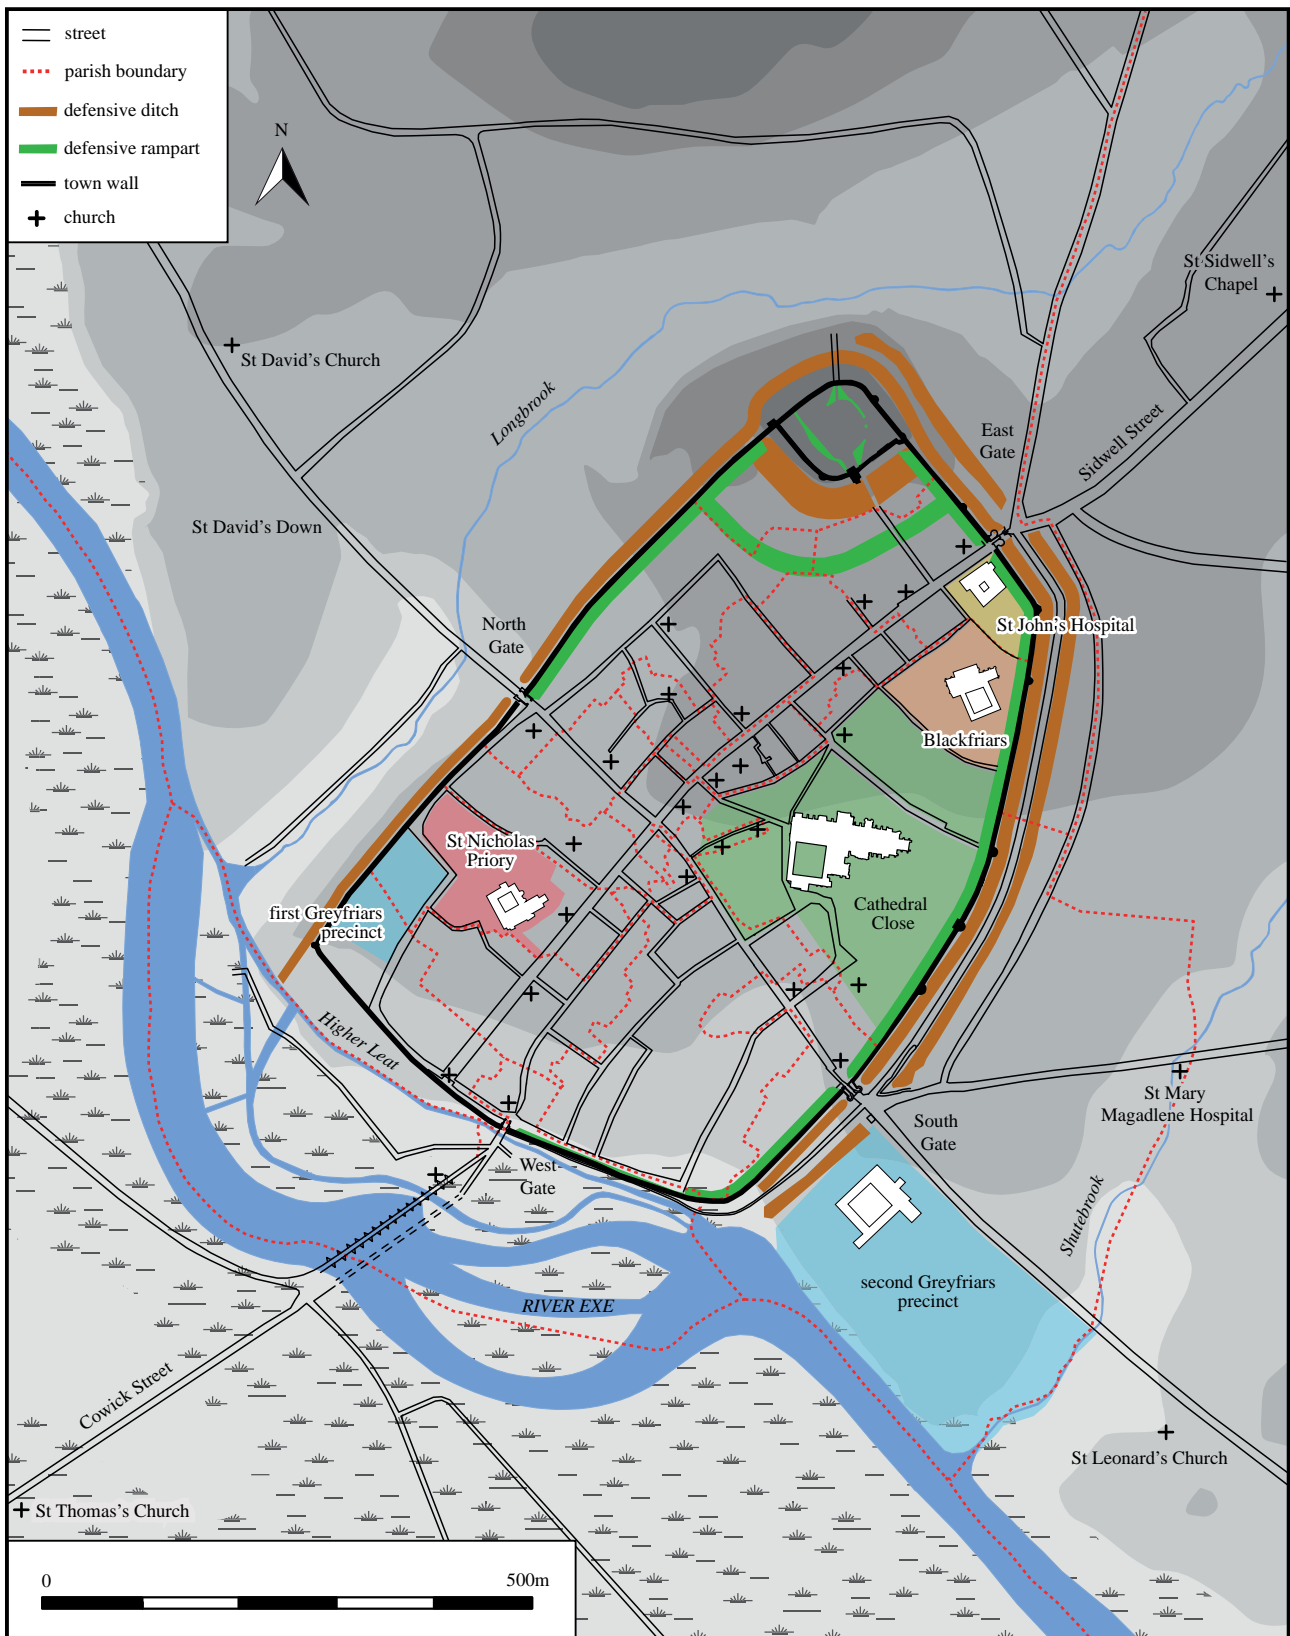 street
parish boundary
defensive ditch
defensive rampart
town wall
church
N
St Sidwell's
Chapel
St David's Church
Longbrook
East
Gate
Sidwell Street
St David's Down
North
Gate
St John's Hospital
Blackfriars
St Nicholas
Priory
first Greyfriars
precinct
Cathedral
Close
Higher Leat
St Mary
Magadlene Hospital
South
Gate
West
Gate
Shutebrook
second Greyfriars
precinct
RIVER EXE
Cowick Street
St Leonard's Church
St Thomas's Church
0
500m